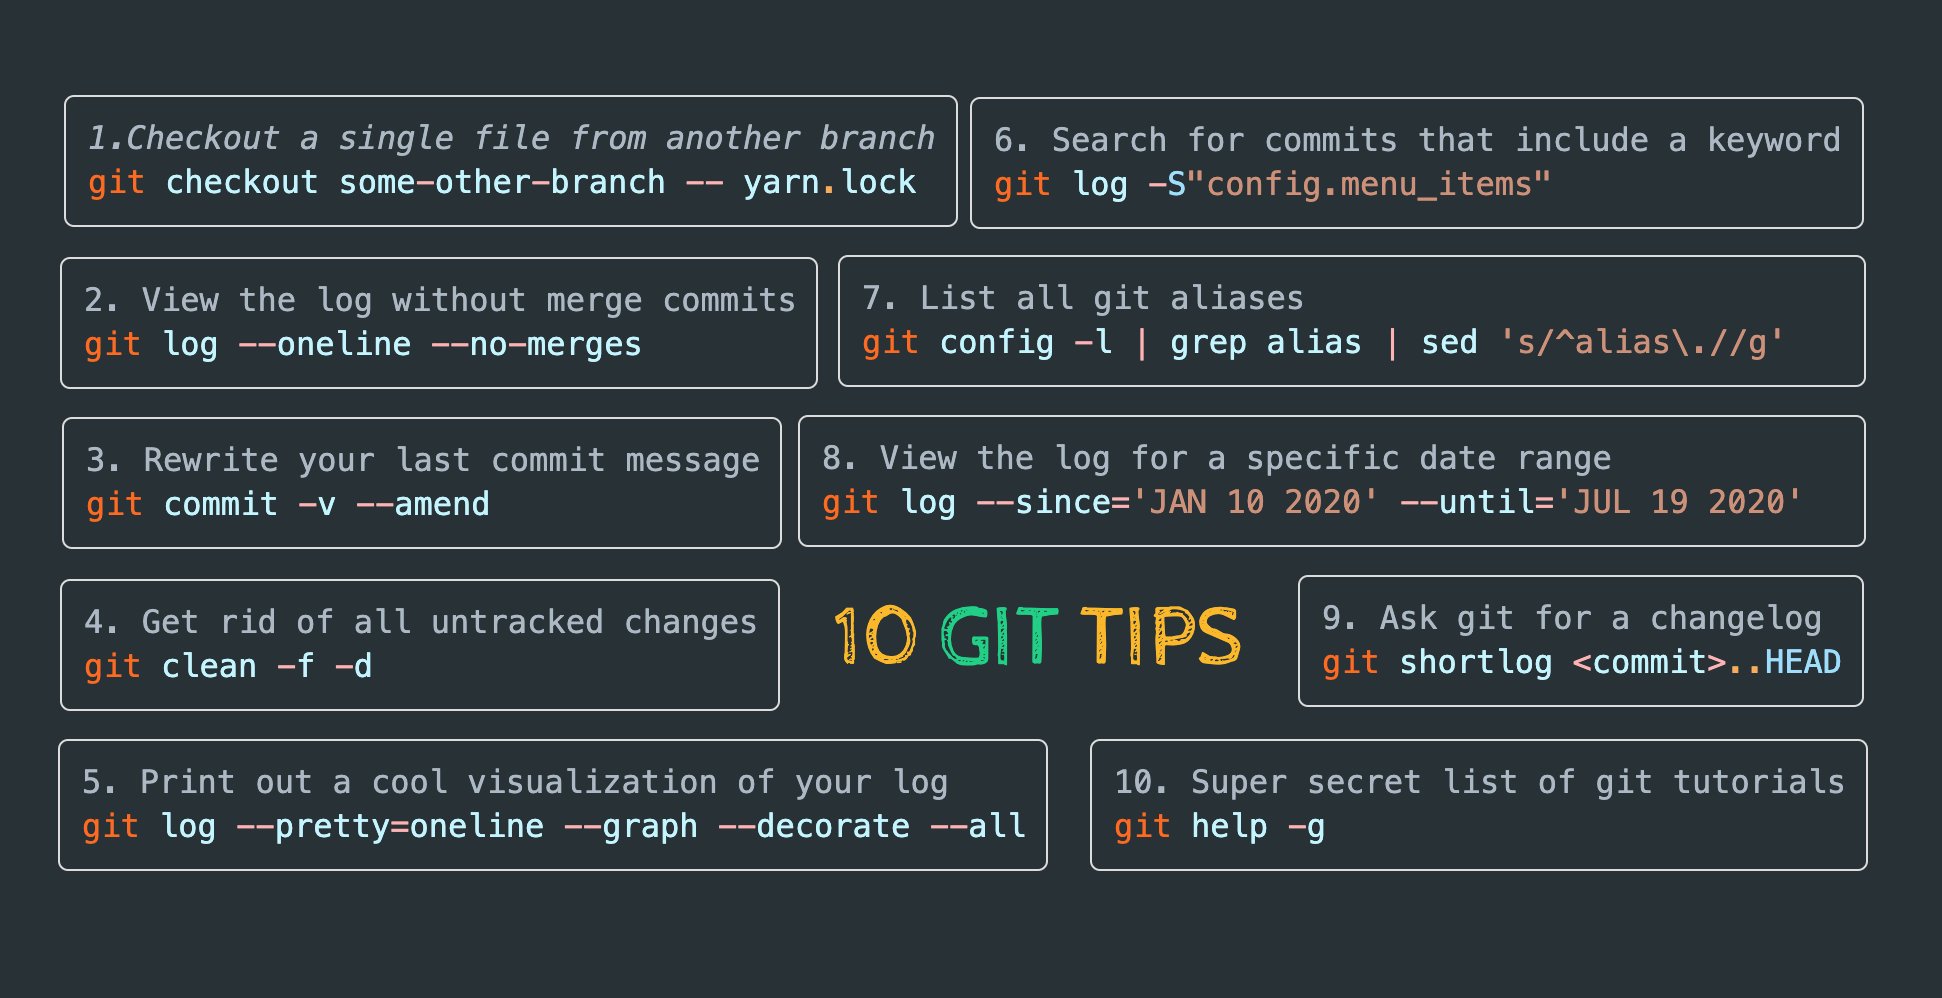 1.Checkout a single file from another branch
git checkout some-other-branch -- yarn.lock
2. View the log without merge commits
git log --oneline --no-merges
3. Rewrite your last commit message
git commit -v --amend
4. Get rid of all untracked changes
git clean -f -d
5. Print out a cool visualization of your log
git log --pretty=oneline --graph --decorate --all
6. Search for commits that include a keyword
git log -S"config.menu_items"
7. List all git aliases
git config -l | grep alias | sed 's/^alias\.//g'
8. View the log for a specific date range
git log --since='JAN 10 2020' --until='JUL 19 2020'
10 GIT TIPS
9. Ask git for a changelog
git shortlog <commit>..HEAD
10. Super secret list of git tutorials
git help -g